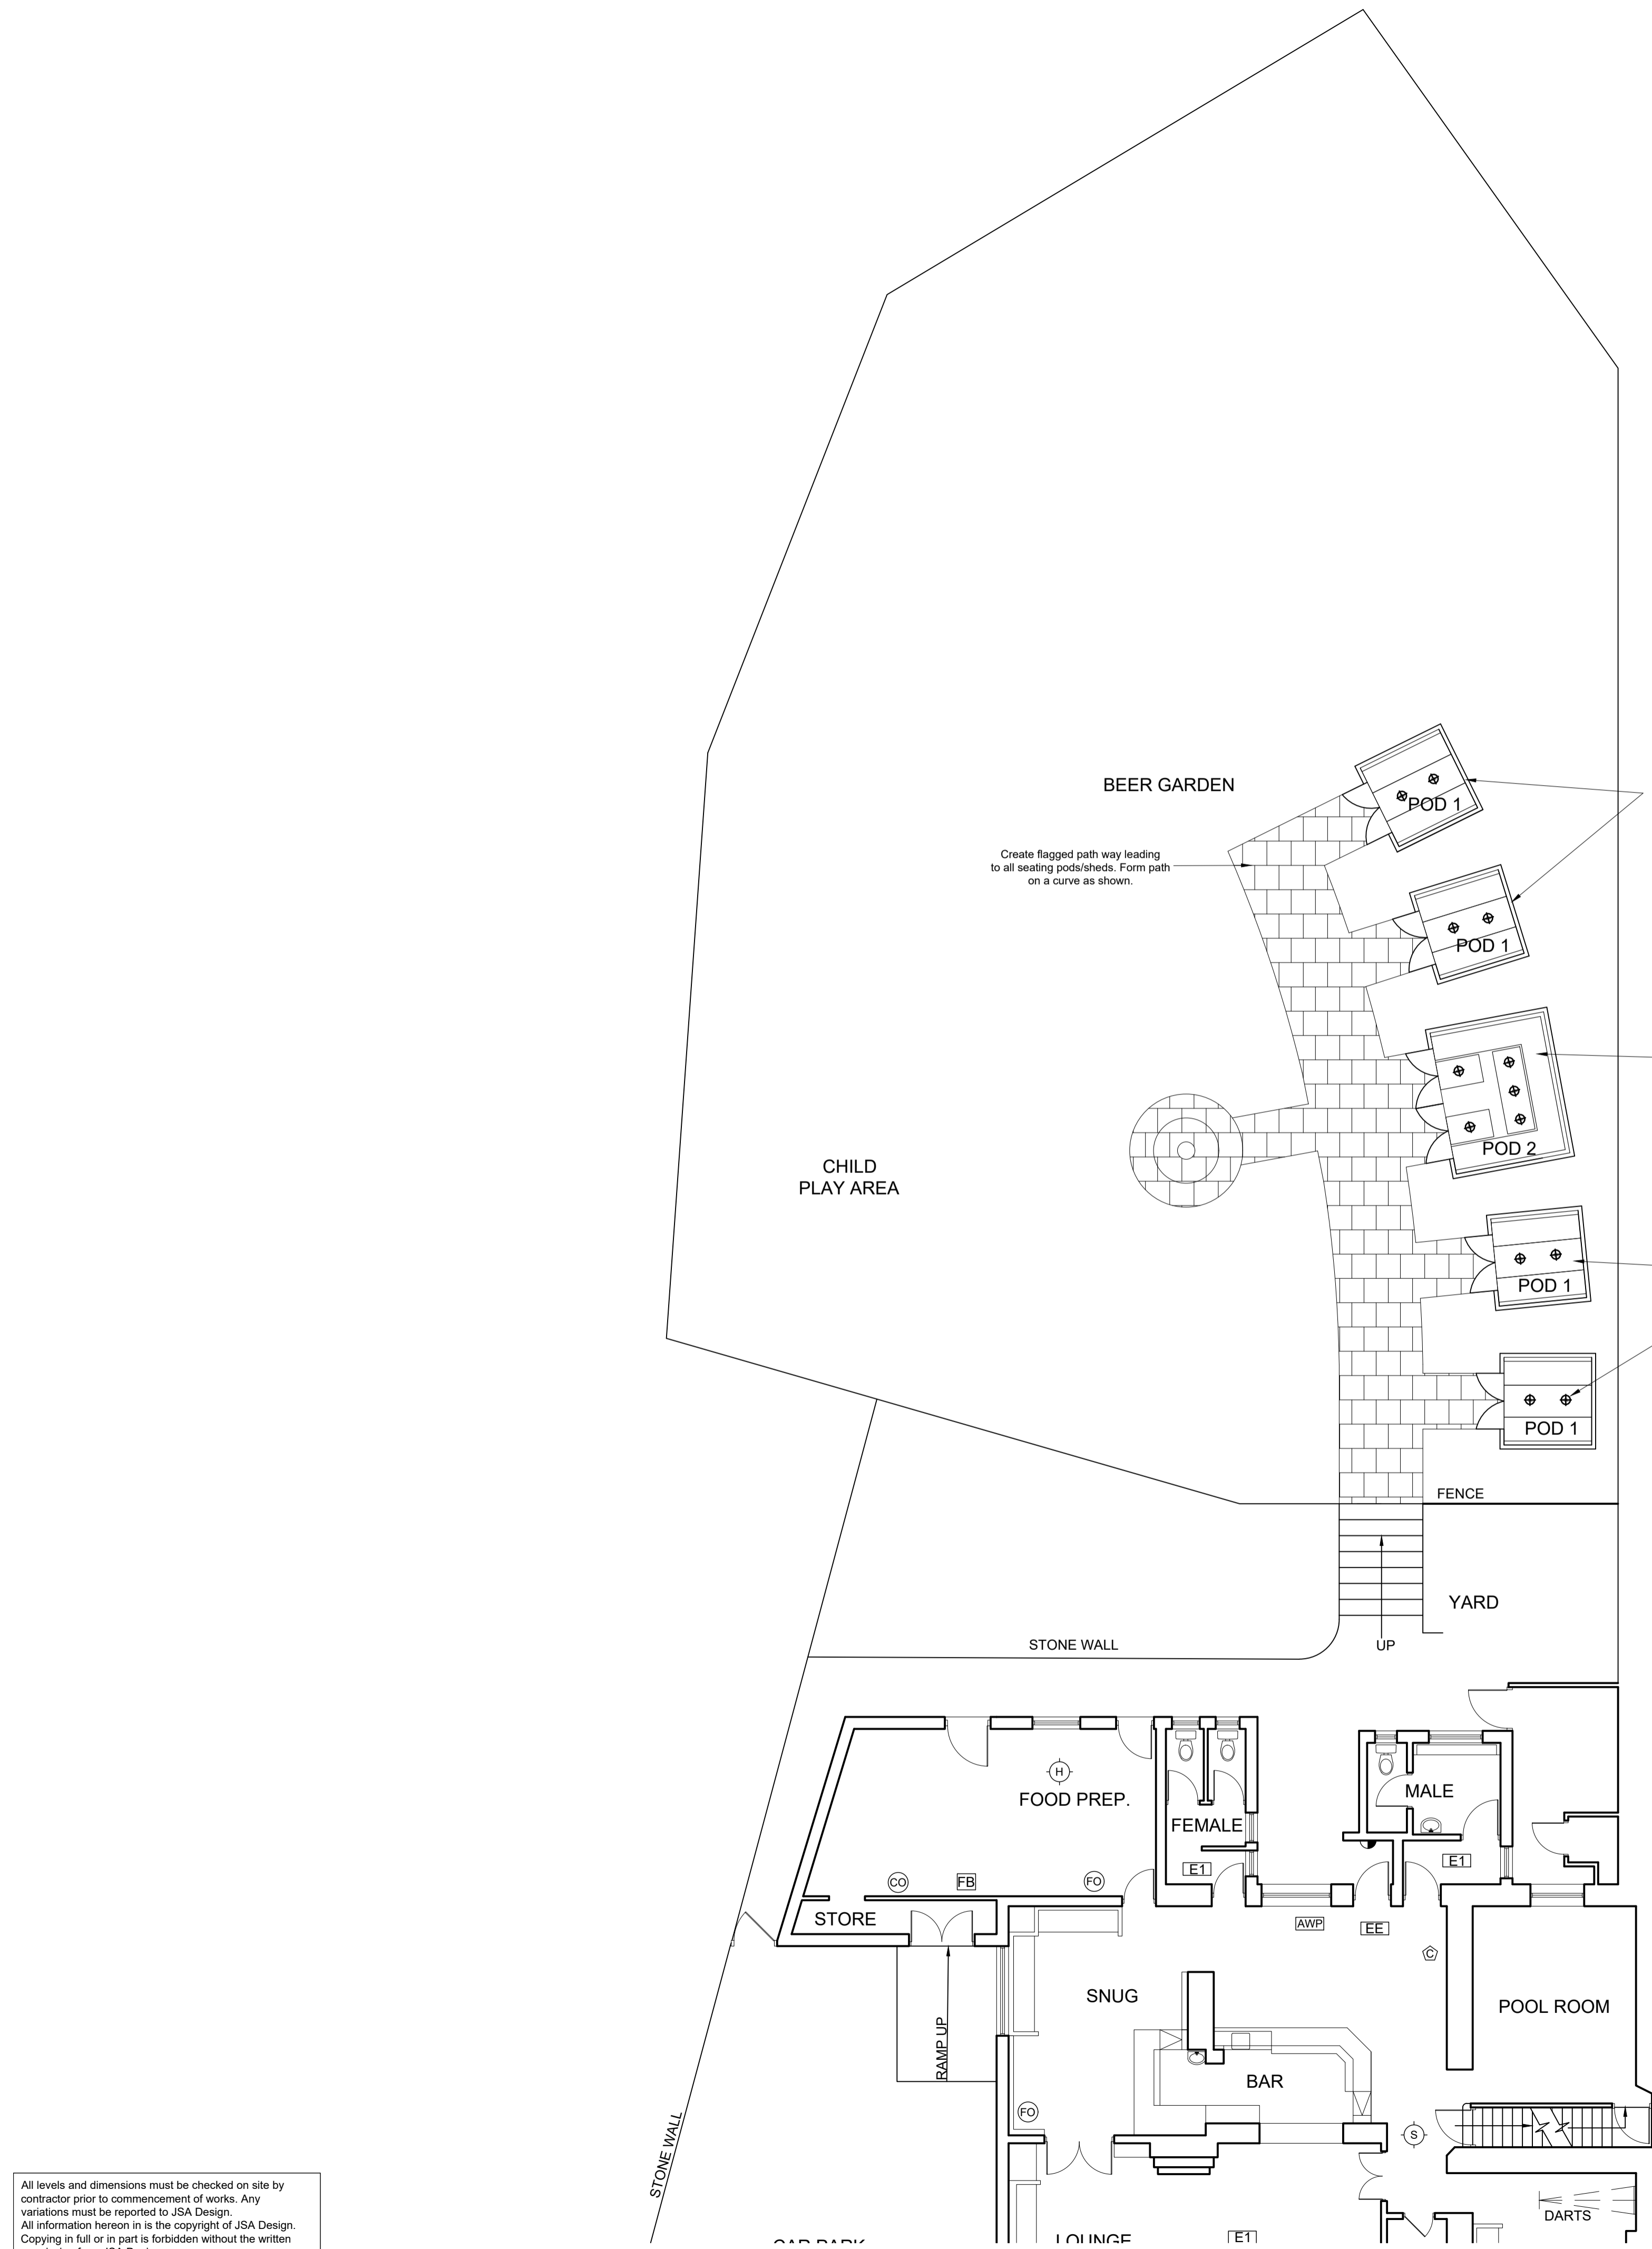 BEER GARDEN
POD 1
Create flagged path way leading
to all seating pods/sheds. Form path
on a curve as shown.
POD 1
POD 2
CHILD
PLAY AREA
POD 1
POD 1
FENCE
YARD
STONE WALL
UP
H
FOOD PREP.
MALE
FEMALE
E1
E1
CO
FB
FO
STORE
AWP
EE
C
SNUG
POOL ROOM
RAMP UP
BAR
FO
S
STONE WALL
DARTS
All levels and dimensions must be checked on site by
contractor prior to commencement of works. Any
variations must be reported to JSA Design.
All information hereon in is the copyright of JSA Design.
Copying in full or in part is forbidden without the written
CAR PARK
LOUNGE
E1